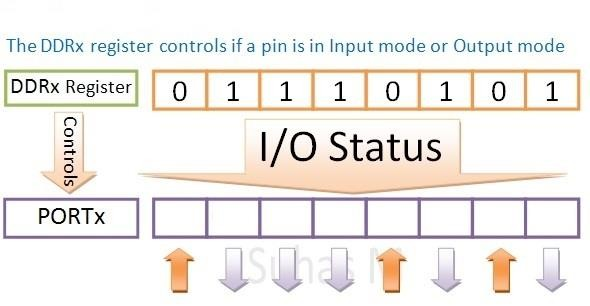 The DDRx register controls if a pin is in Input mode or Output mode
DDRx Register
0 1 1 1 0 1 0 1
Controls
I/O Status
PORTx
Suhas M